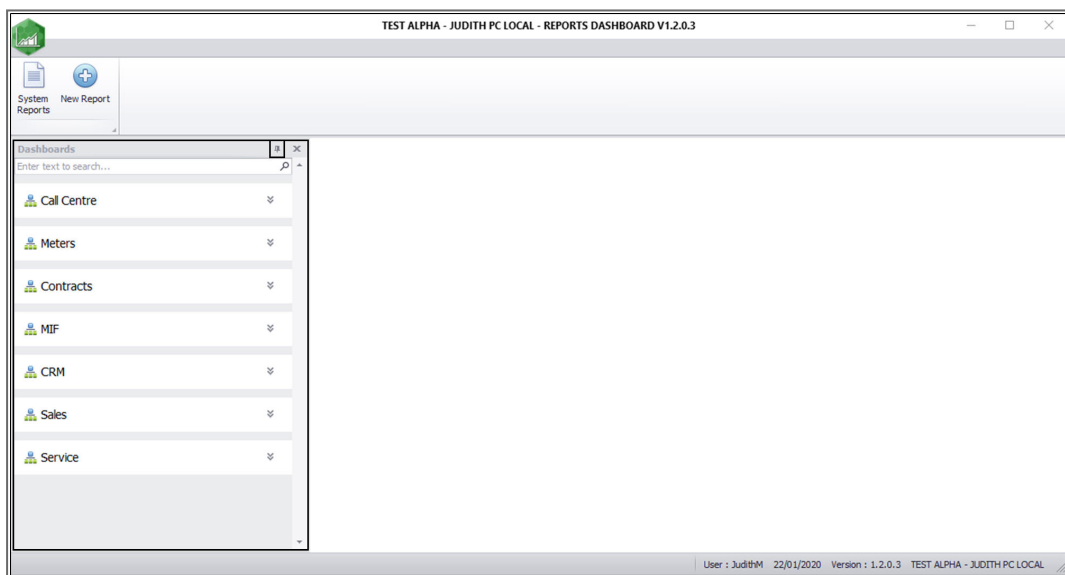 TEST ALPHA - JUDITH PC LOCAL - REPORTS DASHBOARD V1.2.0.3
System Reports
New Report
Dashboards
Enter text to search...
Call Centre
Meters
Contracts
MIF
CRM
Sales
Service
User : JudithM 22/01/2020 Version : 1.2.0.3 TEST ALPHA - JUDITH PC LOCAL